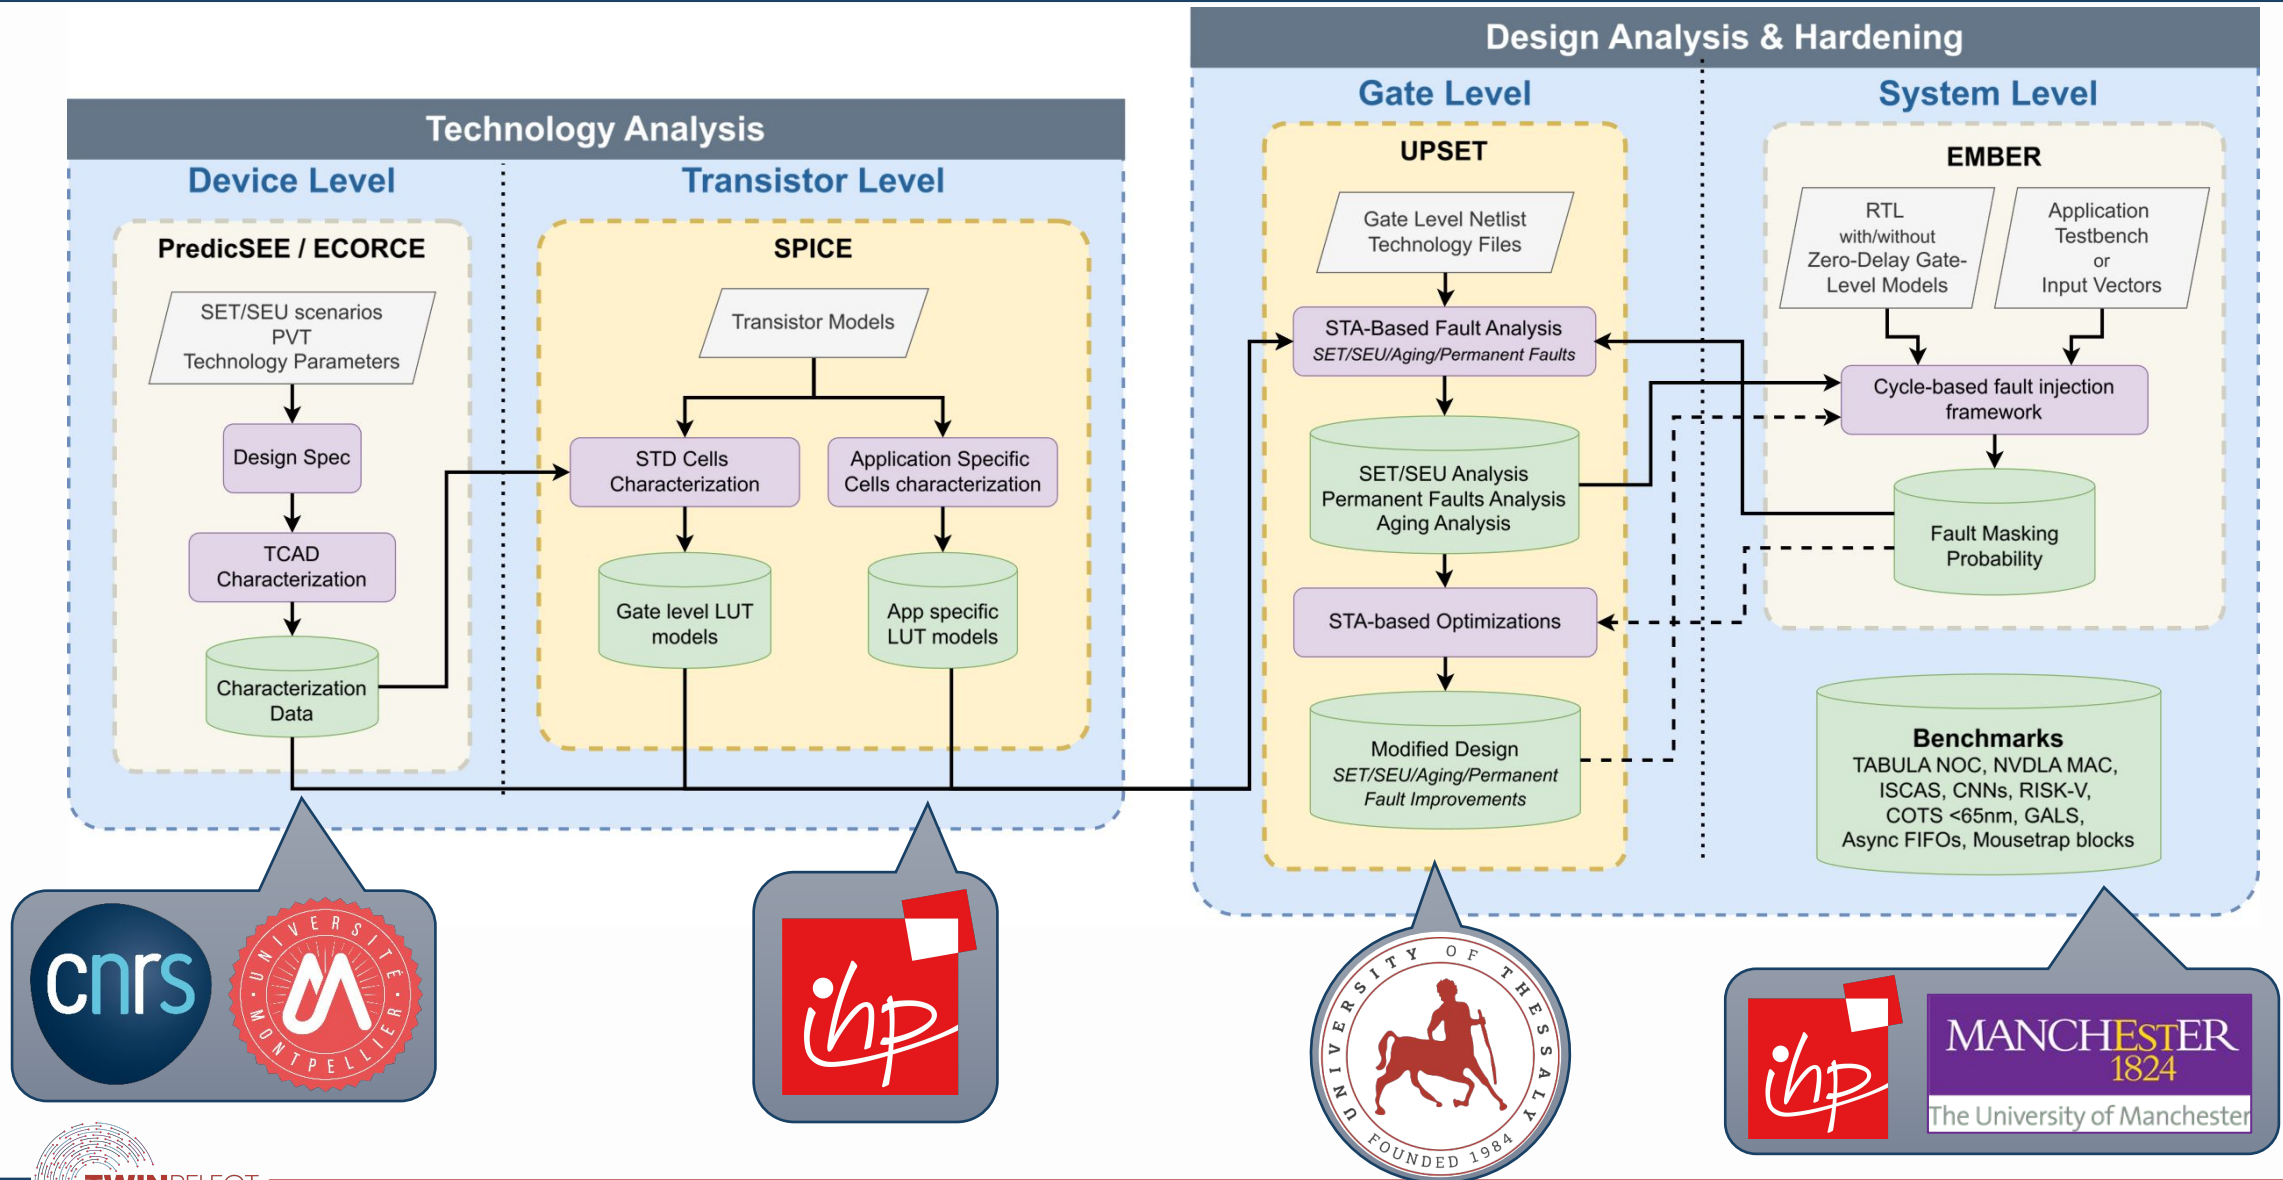 Design Analysis & Hardening
Technology Analysis
Device Level
Transistor Level
Gate Level
System Level
PredicSEE / ECORCE
SET/SEU scenarios
PVT
Technology Parameters
Design Spec
TCAD
Characterization
Characterization
Data
SPICE
Transistor Models
STD Cells
Characterization
Application Specific
Cells characterization
Gate level LUT
models
App specific
LUT models
UPSET
Gate Level Netlist
Technology Files
STA-Based Fault Analysis
SET/SEU/Aging/Permanent Faults
SET/SEU Analysis
Permanent Faults Analysis
Aging Analysis
STA-based Optimizations
Modified Design
SET/SEU/Aging/Permanent
Fault Improvements
EMBER
RTL
with/without
Zero-Delay Gate-
Level Models
Application
Testbench
or
Input Vectors
Cycle-based fault injection
framework
Fault Masking
Probability
Benchmarks
TABULA NOC, NVDLA MAC,
ISCAS, CNNs, RISK-V,
COTS <65nm, GALS,
Async FIFOs, Mousetrap blocks
cnrs
UNIVERSITÉ
MONTPELLIER
ihp
UNIVERSITY OF THESSALY
FOUNDED 1984
ihp
MANCHESTER
1824
The University of Manchester
TWINRELECT